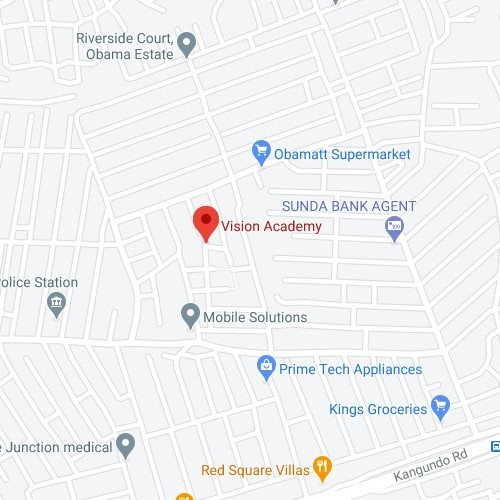 Riverside Court,
Obama Estate
Obamatt Supermarket
SUNDA BANK AGENT
Vision Academy
olice Station
Mobile Solutions
Prime Tech Appliances
Kings Groceries
e Junction medical
Kangundo Rd
Red Square Villas